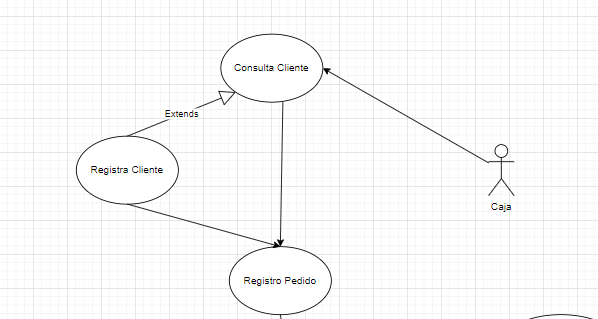 Consulta Cliente
Extends
Registra Cliente
Caja
Registro Pedido